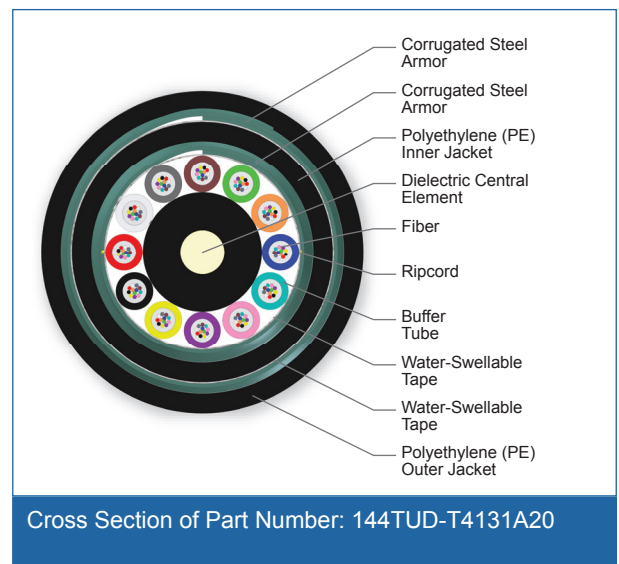 Corrugated Steel
Armor
Corrugated Steel
Armor
Polyethylene (PE)
Inner Jacket
Dielectric Central
Element
Fiber
Ripcord
Buffer
Tube
Water-Swellable
Tape
Water-Swellable
Tape
Polyethylene (PE)
Outer Jacket
Cross Section of Part Number: 144TUD-T4131A20